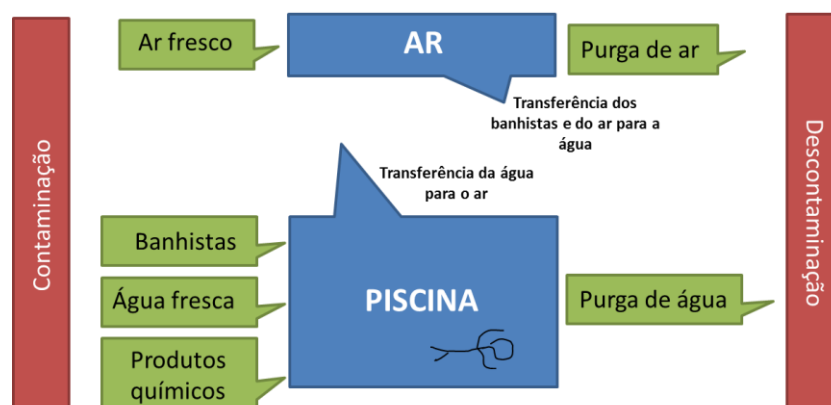 Contaminação
Ar fresco
AR
Purga de ar
Transferência dos
banhistas e do ar para a
água
Transferência da água
para o ar
Banhistas
Água fresca
Produtos
químicos
PISCINA
Purga de água
Descontaminação